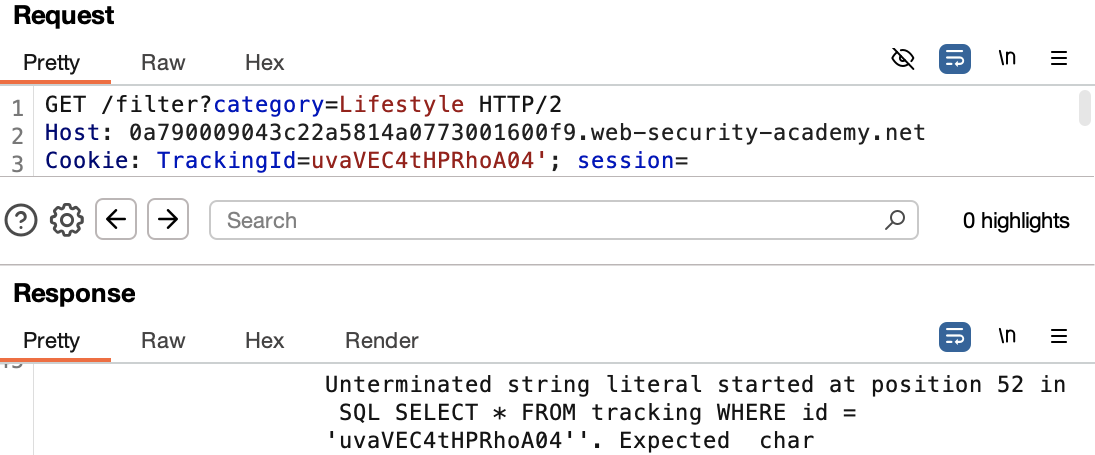 Request
Pretty Raw Hex \n
1 GET /filter?category=Lifestyle HTTP/2
2 Host: 0a790009043c22a5814a0773001600f9.web-security-academy.net
3 Cookie: TrackingId=uvaVEC4tHPRhoA04'; session=
Search 0 highlights
Response
Pretty Raw Hex Render \n
Unterminated string literal started at position 52 in
SQL SELECT * FROM tracking WHERE id =
'uvaVEC4tHPRhoA04''. Expected char